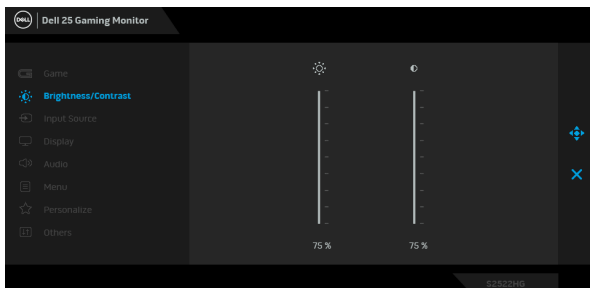 DELL
Dell 25 Gaming Monitor
Game
Brightness/Contrast
Input Source
Display
Audio
Menu
Personalize
Others
75 %
75 %
S2522HG